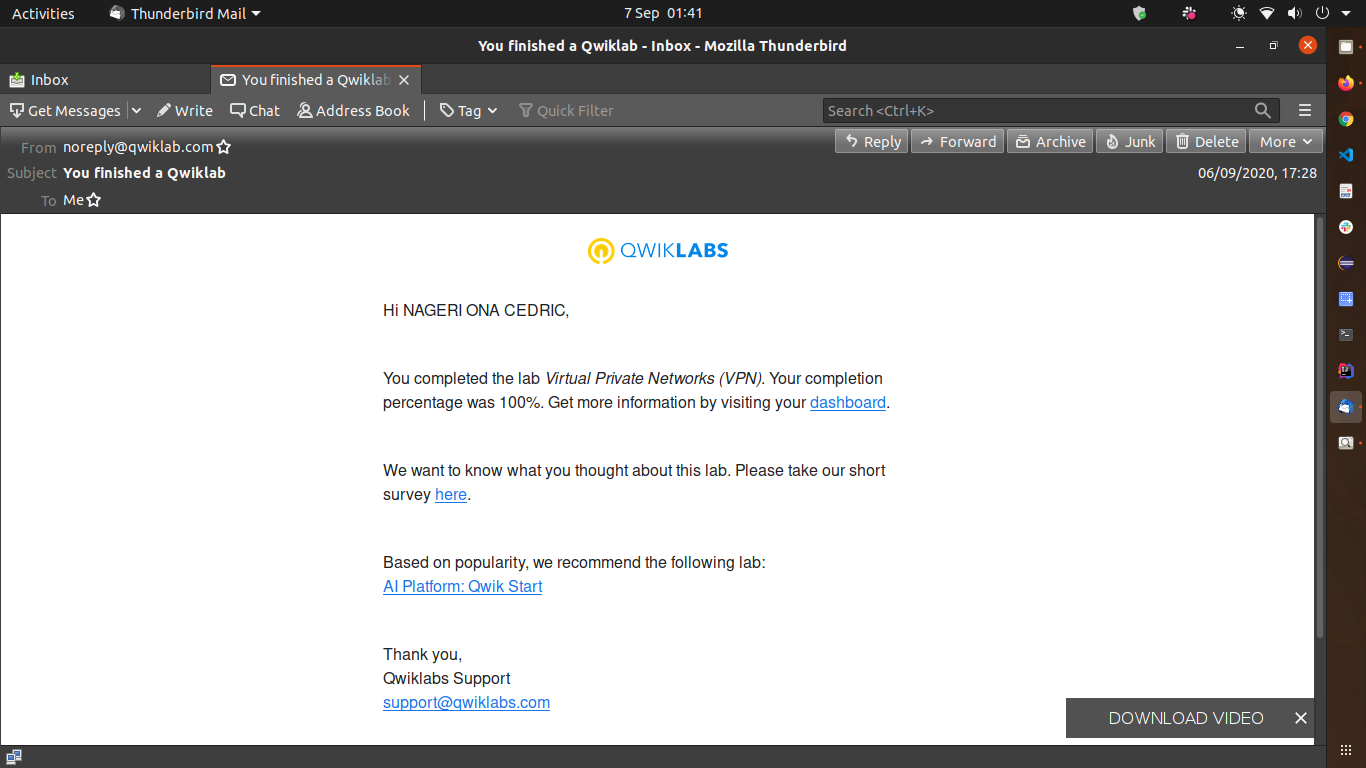 Activities Thunderbird Mail 7 Sep 01:41
You finished a Qwiklab - Inbox - Mozilla Thunderbird
Inbox You finished a Qwiklab
Get Messages Write Chat Address Book Tag Quick Filter Search <Ctrl+K>
From noreply@qwiklab.com Reply Forward Archive Junk Delete More
Subject You finished a Qwiklab 06/09/2020, 17:28
To Me
QWIKLABS
Hi NAGERI ONA CEDRIC,
You completed the lab Virtual Private Networks (VPN). Your completion
percentage was 100%. Get more information by visiting your dashboard.
We want to know what you thought about this lab. Please take our short
survey here.
Based on popularity, we recommend the following lab:
AI Platform: Qwik Start
Thank you,
Qwiklabs Support
support@qwiklabs.com
DOWNLOAD VIDEO